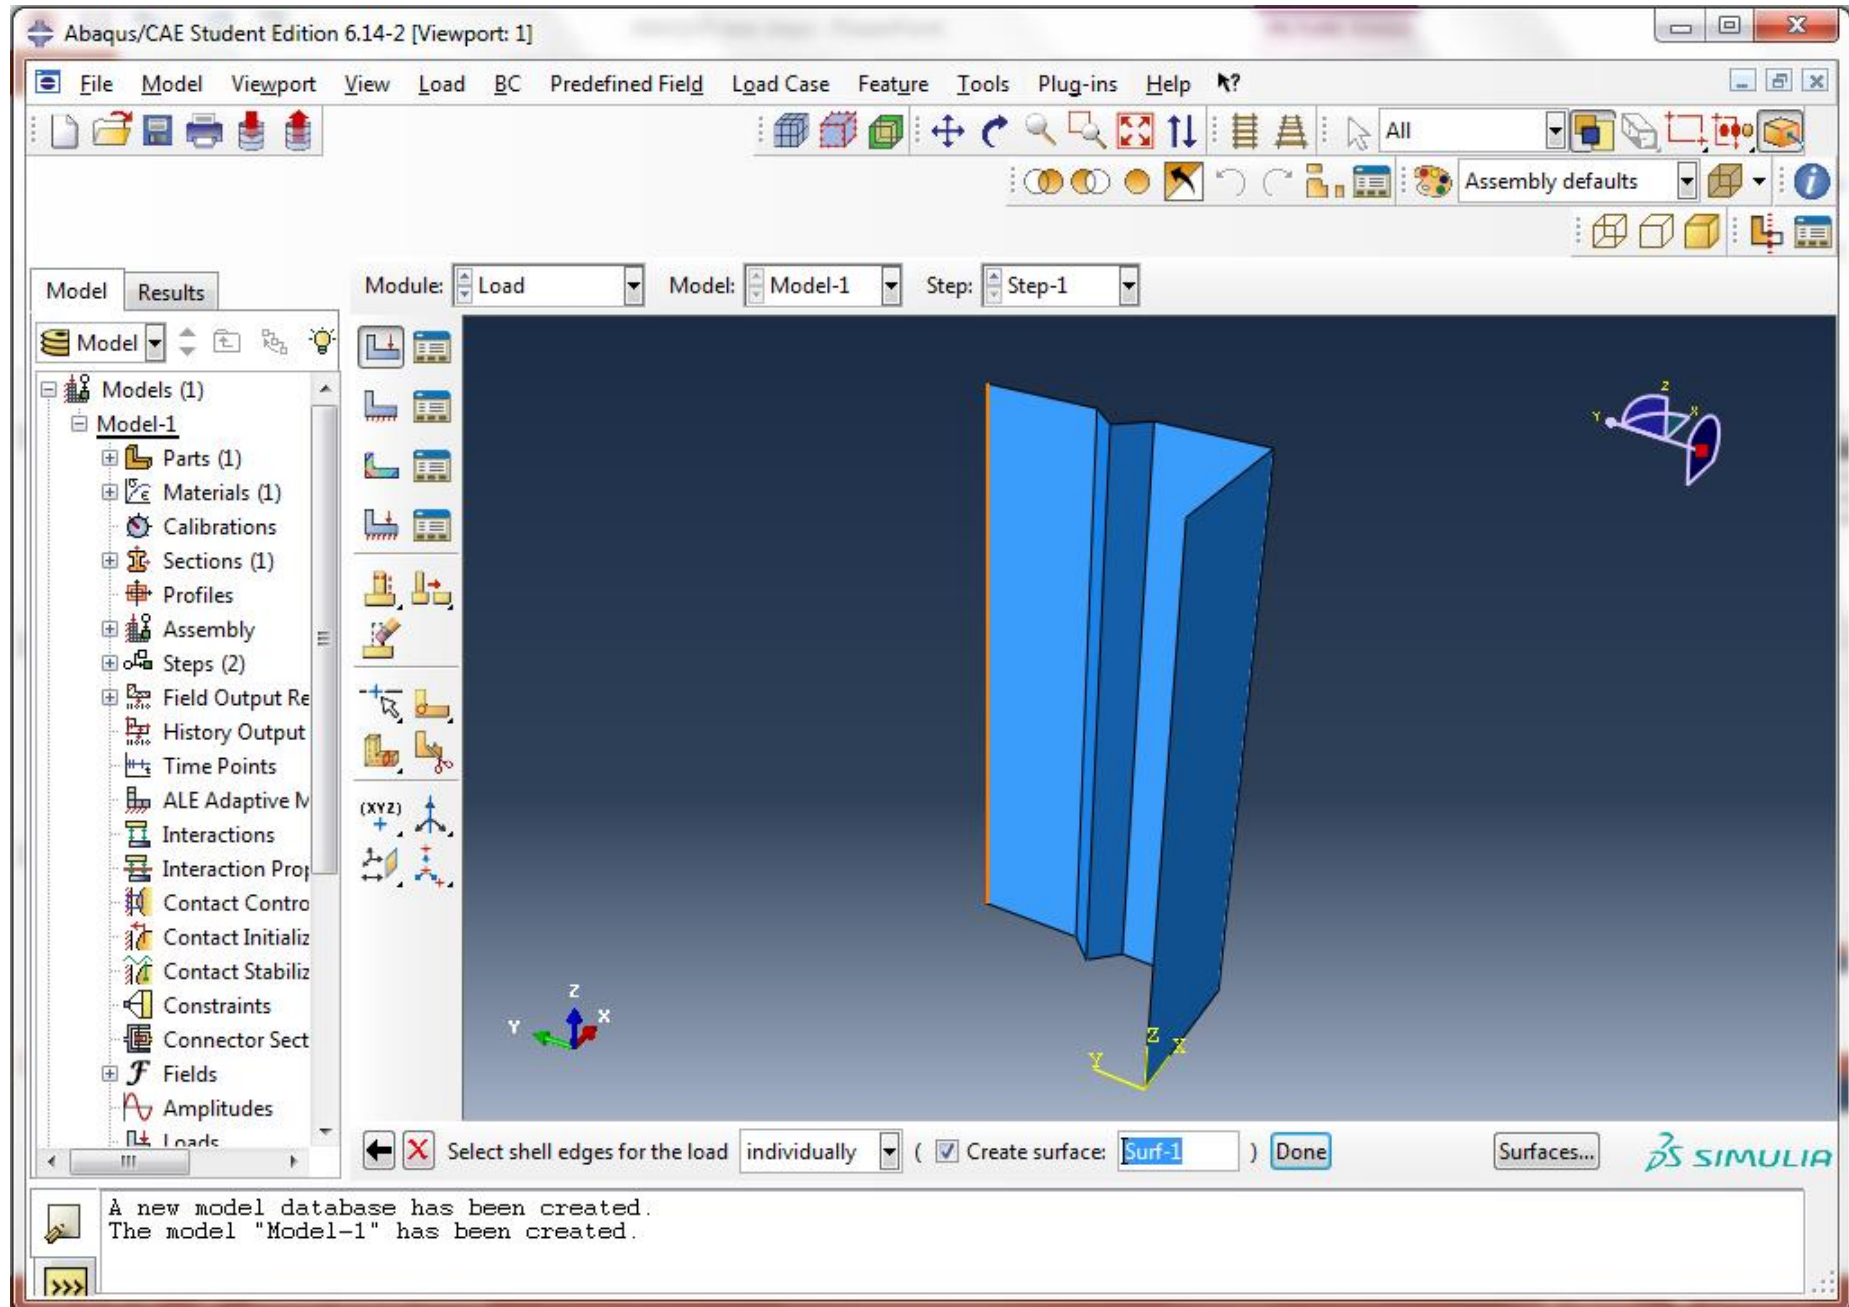 Abaqus/CAE Student Edition 6.14-2 [Viewport: 1]
File Model Viewport View Load BC Predefined Field Load Case Feature Tools Plug-ins Help ?
All
Assembly defaults
Model Results
Module: Load Model: Model-1 Step: Step-1
Model
Models (1)
Model-1
Parts (1)
Materials (1)
Calibrations
Sections (1)
Profiles
Assembly
Steps (2)
Field Output Re
History Output
Time Points
ALE Adaptive M
Interactions
Interaction Prop
Contact Contro
Contact Initializ
Contact Stabiliz
Constraints
Connector Sect
Fields
Amplitudes
Loads
(XYZ)
Z
Y X
Z
Y X
Z
Y X
Select shell edges for the load individually ( Create surface: Surf-1 ) Done Surfaces... SIMULIA
A new model database has been created.
The model "Model-1" has been created.
>>>